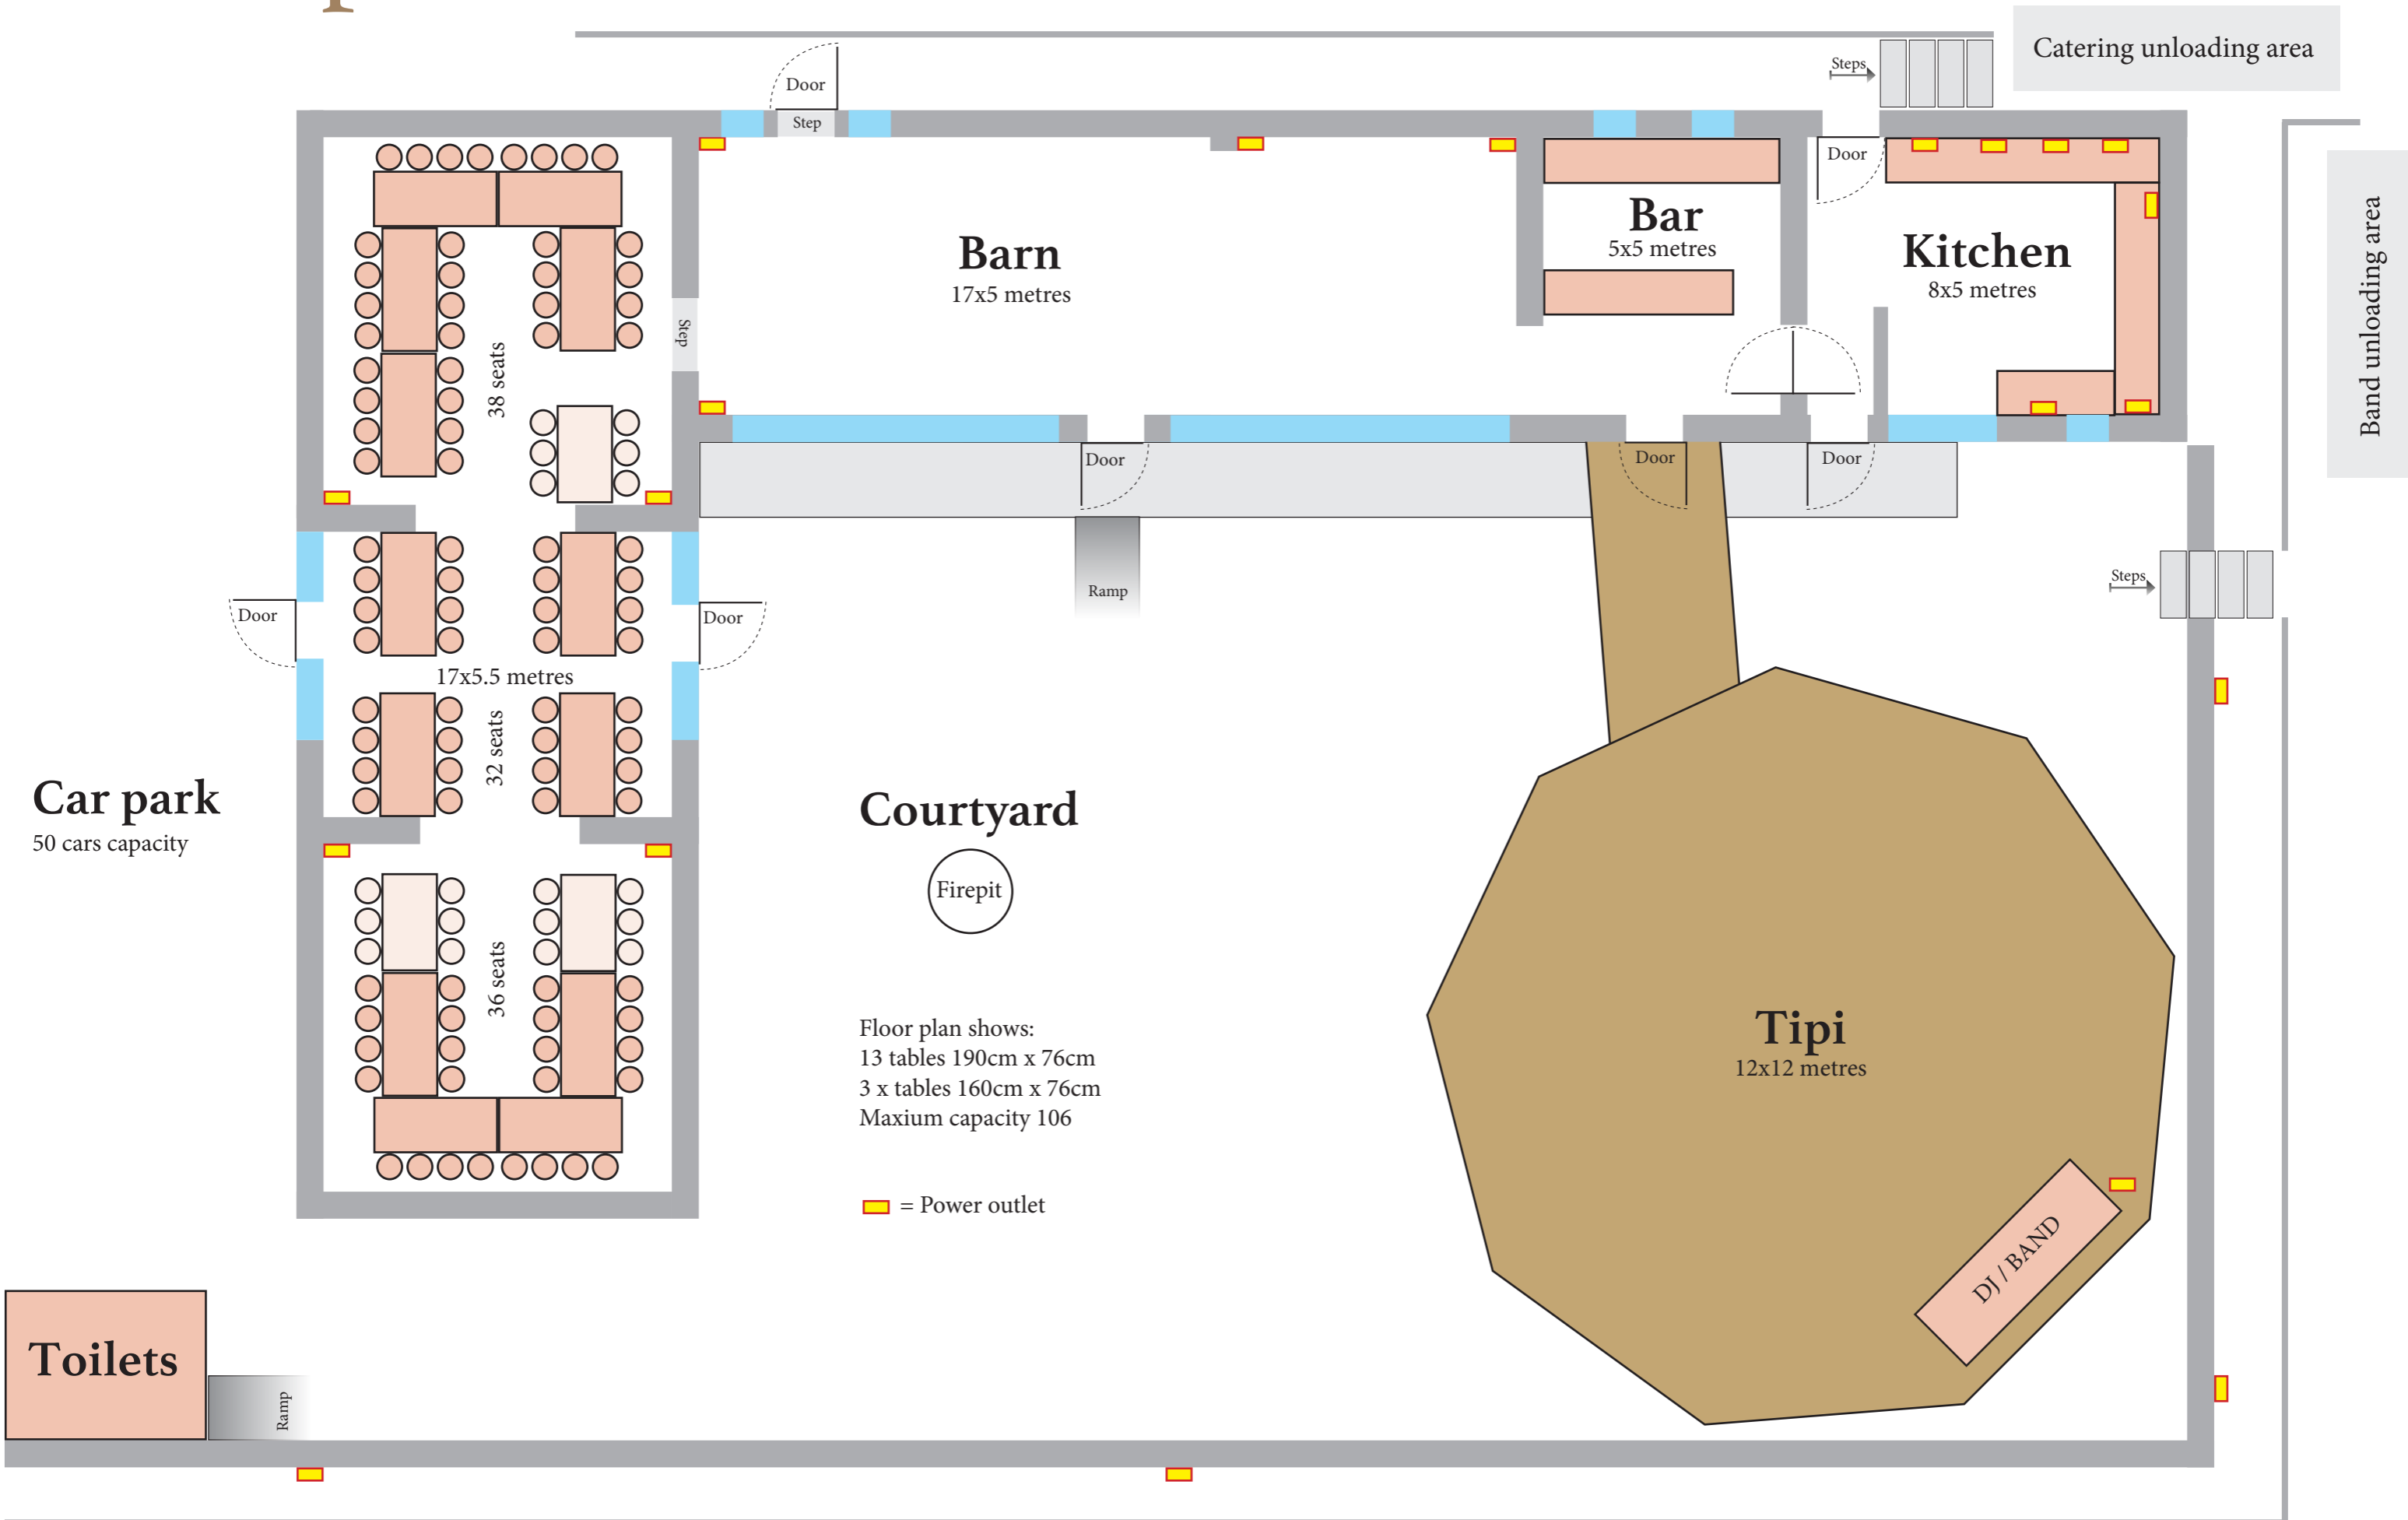 Catering unloading area
Steps
Door
Step
Door
Band unloading area
Bar
5x5 metres
Kitchen
8x5 metres
Barn
17x5 metres
Step
38 seats
Door
Door
Door
Steps
Ramp
Door
Door
17x5.5 metres
32 seats
Car park
50 cars capacity
Courtyard
Firepit
36 seats
Floor plan shows:
13 tables 190cm x 76cm
3 x tables 160cm x 76cm
Maxium capacity 106
Tipi
12x12 metres
= Power outlet
DJ / BAND
Toilets
Ramp